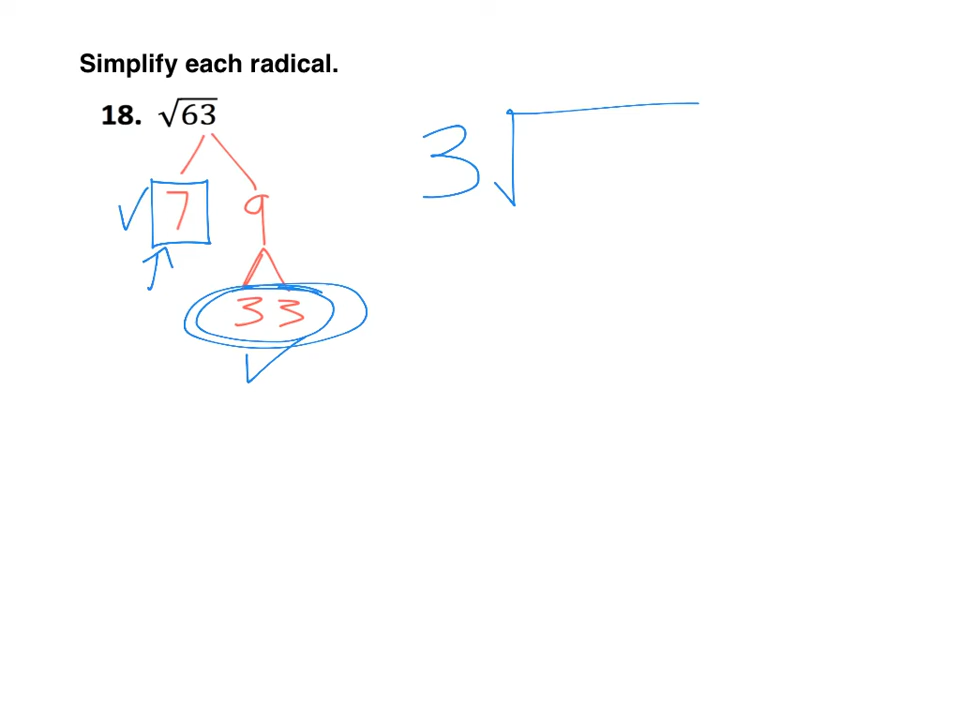 Simplify each radical.
18. √63
3√
7 9
3 3